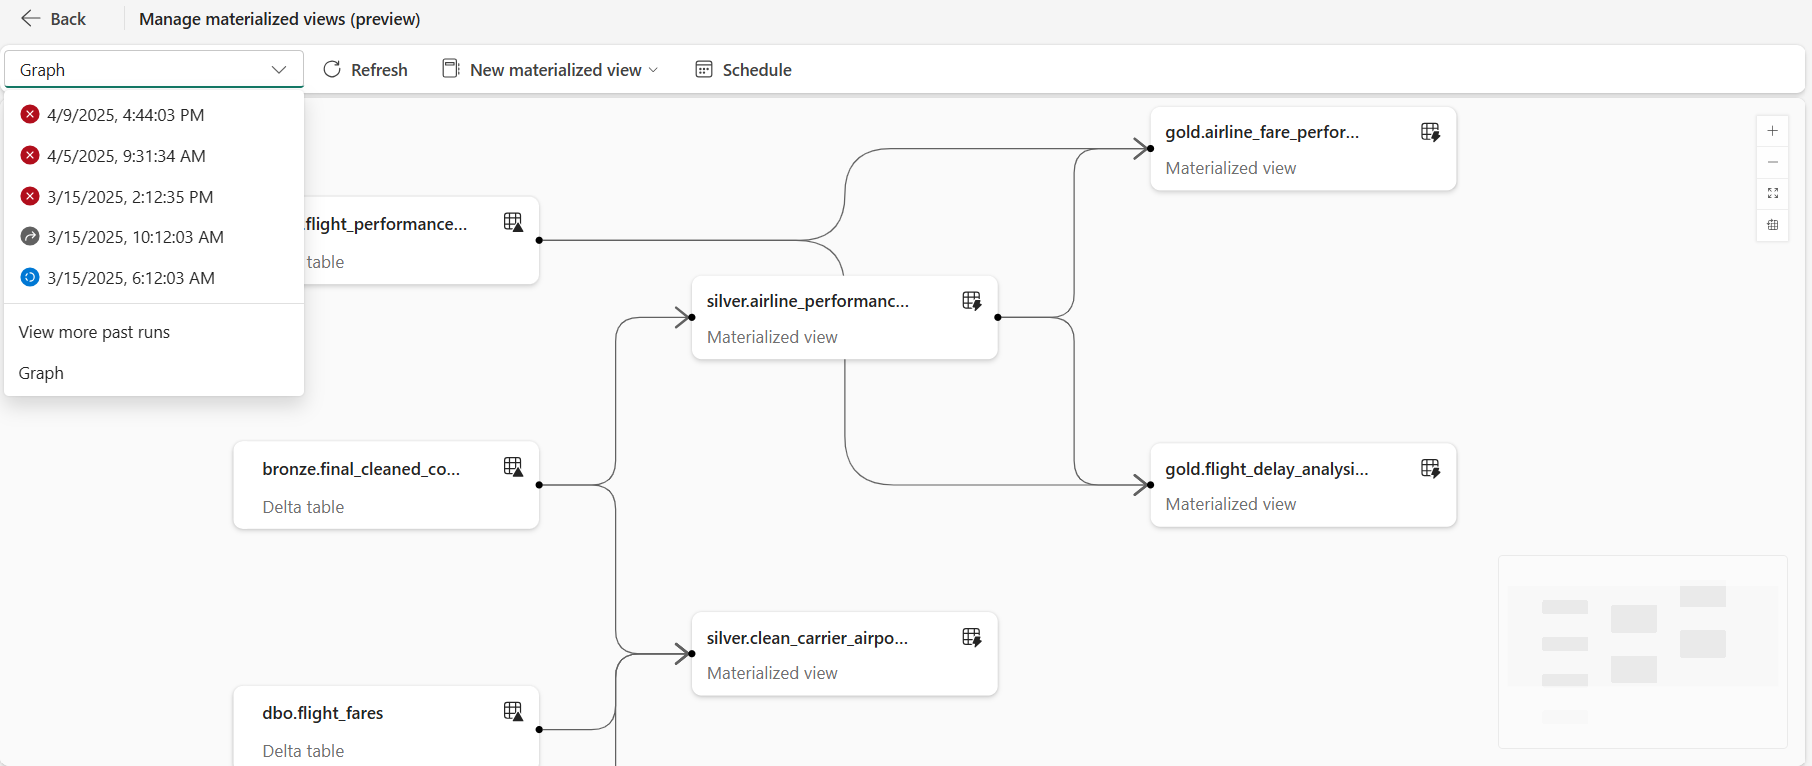 Back
Manage materialized views (preview)
Graph
Refresh
New materialized view
Schedule
4/9/2025, 4:44:03 PM
4/5/2025, 9:31:34 AM
3/15/2025, 2:12:35 PM
3/15/2025, 10:12:03 AM
3/15/2025, 6:12:03 AM
View more past runs
Graph
.flight_performance...
table
bronze.final_cleaned_co...
Delta table
dbo.flight_fares
Delta table
silver.airline_performanc...
Materialized view
silver.clean_carrier_airpo...
Materialized view
gold.airline_fare_perfor...
Materialized view
gold.flight_delay_analysi...
Materialized view